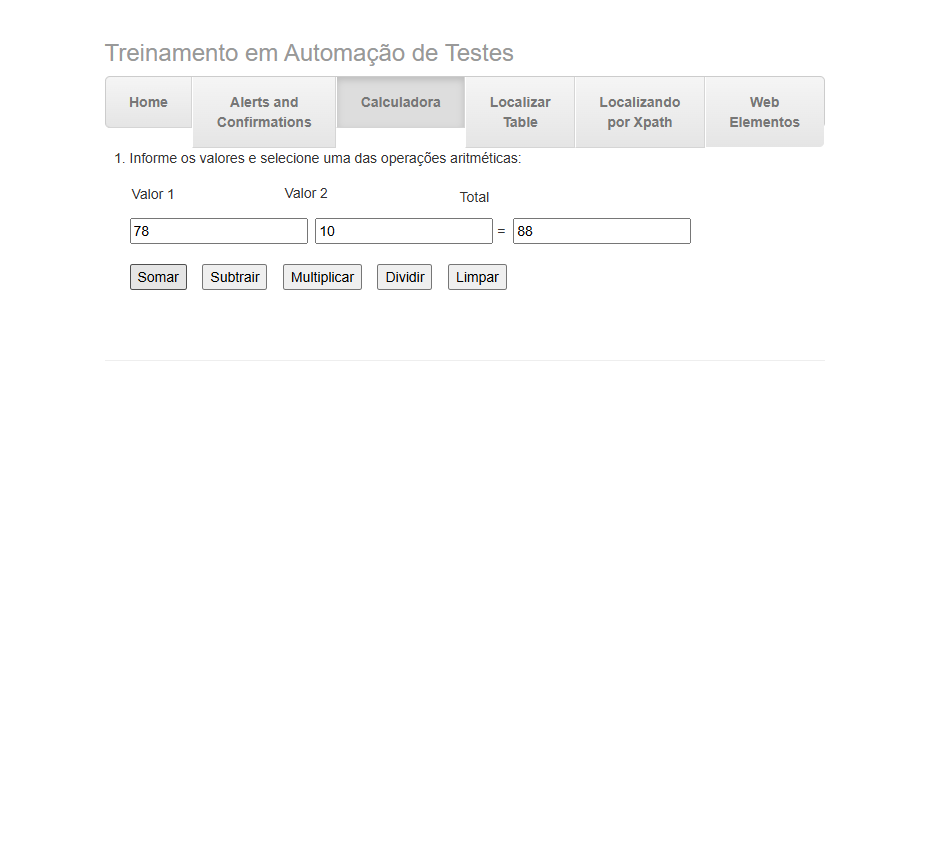 Treinamento em Automação de Testes
Home
Alerts and
Confirmations
Calculadora
Localizar
Table
Localizando
por Xpath
Web
Elementos
1. Informe os valores e selecione uma das operações aritméticas:
Valor 1 Valor 2 Total
78 10 = 88
Somar Subtrair Multiplicar Dividir Limpar